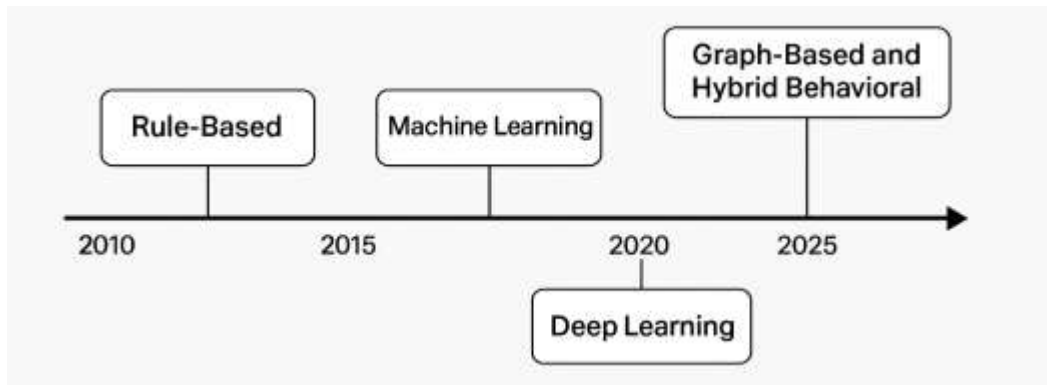 Graph-Based and
Hybrid Behavioral
Rule-Based
Machine Learning
2010
2015
2020
2025
Deep Learning